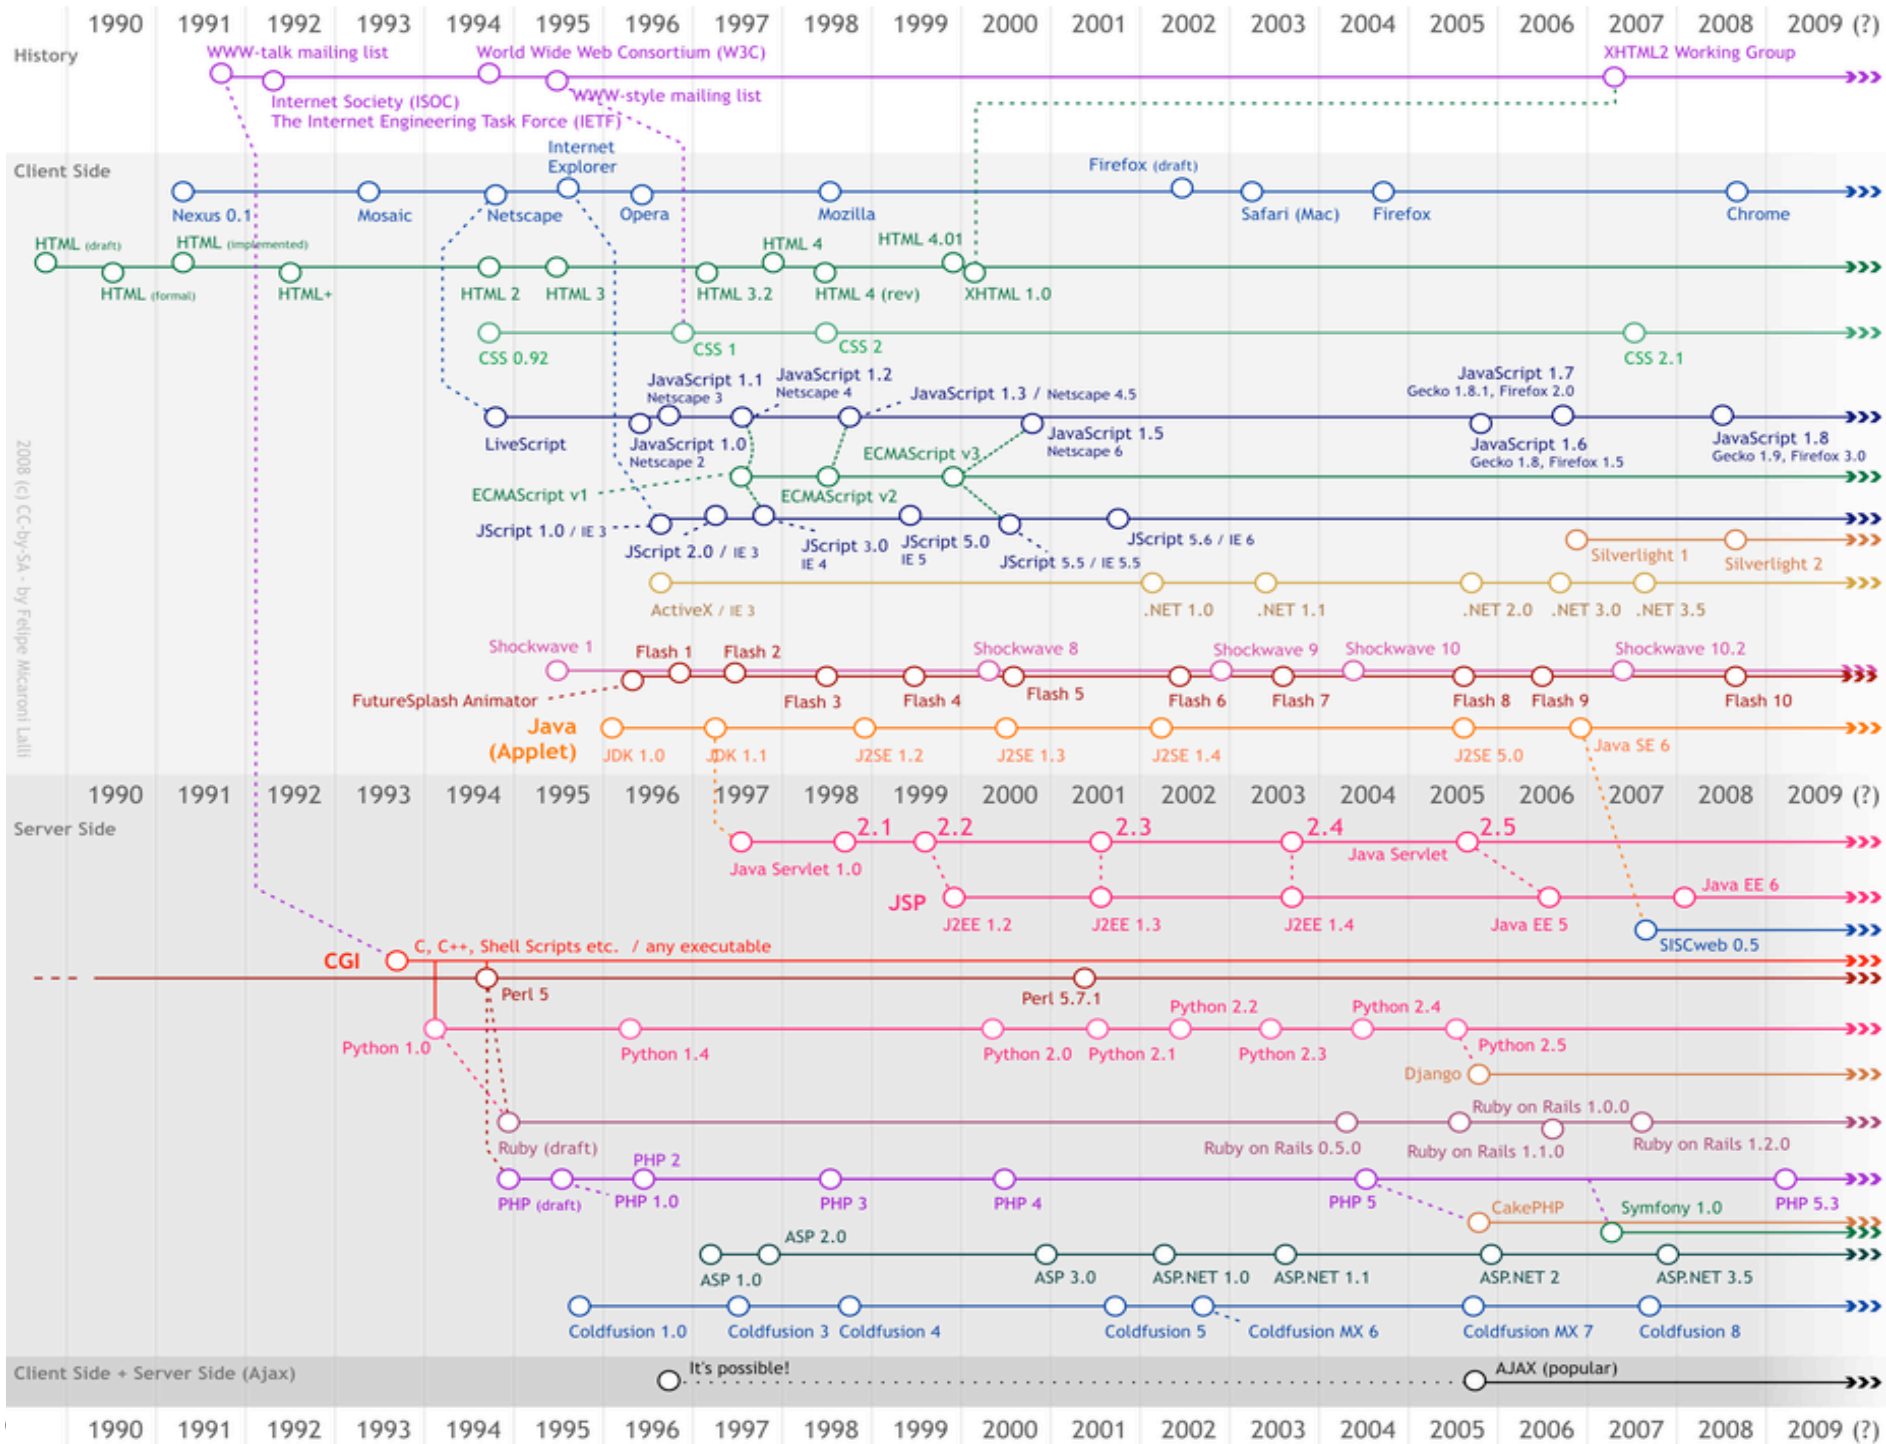 1990 1991 1992 1993 1994 1995 1996 1997 1998 1999 2000 2001 2002 2003 2004 2005 2006 2007 2008 2009 (?)
History
WWW-talk mailing list
World Wide Web Consortium (W3C)
XHTML2 Working Group
Internet Society (ISOC)
The Internet Engineering Task Force (IETF)
WWW-style mailing list
Client Side
Internet
Explorer
Firefox (draft)
Nexus 0.1
Mosaic
Netscape
Opera
Mozilla
Safari (Mac)
Firefox
Chrome
HTML (draft)
HTML (implemented)
HTML 4
HTML 4.01
HTML (formal)
HTML+
HTML 2
HTML 3
HTML 3.2
HTML 4 (rev)
XHTML 1.0
CSS 0.92
CSS 1
CSS 2
CSS 2.1
JavaScript 1.1
Netscape 3
JavaScript 1.2
Netscape 4
JavaScript 1.3 / Netscape 4.5
JavaScript 1.7
Gecko 1.8.1, Firefox 2.0
LiveScript
JavaScript 1.0
Netscape 2
JavaScript 1.5
Netscape 6
JavaScript 1.6
Gecko 1.8, Firefox 1.5
JavaScript 1.8
Gecko 1.9, Firefox 3.0
ECMAScript v1
ECMAScript v2
ECMAScript v3
JScript 1.0 / IE 3
JScript 2.0 / IE 3
JScript 3.0
IE 4
JScript 5.0
IE 5
JScript 5.5 / IE 5.5
JScript 5.6 / IE 6
Silverlight 1
Silverlight 2
ActiveX / IE 3
.NET 1.0
.NET 1.1
.NET 2.0
.NET 3.0
.NET 3.5
Shockwave 1
Shockwave 8
Shockwave 9
Shockwave 10
Shockwave 10.2
FutureSplash Animator
Flash 1
Flash 2
Flash 3
Flash 4
Flash 5
Flash 6
Flash 7
Flash 8
Flash 9
Flash 10
Java
(Applet)
JDK 1.0
JDK 1.1
J2SE 1.2
J2SE 1.3
J2SE 1.4
J2SE 5.0
Java SE 6
2008 (c) CC-by-SA - by Felipe Micaroni Lalli
1990 1991 1992 1993 1994 1995 1996 1997 1998 1999 2000 2001 2002 2003 2004 2005 2006 2007 2008 2009 (?)
Server Side
2.1
2.2
2.3
2.4
2.5
Java Servlet 1.0
Java Servlet
JSP
J2EE 1.2
J2EE 1.3
J2EE 1.4
Java EE 5
Java EE 6
SISCweb 0.5
CGI
C, C++, Shell Scripts etc. / any executable
Perl 5
Perl 5.7.1
Python 1.0
Python 1.4
Python 2.0
Python 2.1
Python 2.2
Python 2.3
Python 2.4
Python 2.5
Django
Ruby (draft)
Ruby on Rails 0.5.0
Ruby on Rails 1.0.0
Ruby on Rails 1.1.0
Ruby on Rails 1.2.0
PHP (draft)
PHP 1.0
PHP 2
PHP 3
PHP 4
PHP 5
PHP 5.3
CakePHP
Symfony 1.0
ASP 1.0
ASP 2.0
ASP 3.0
ASP.NET 1.0
ASP.NET 1.1
ASP.NET 2
ASP.NET 3.5
Coldfusion 1.0
Coldfusion 3
Coldfusion 4
Coldfusion 5
Coldfusion MX 6
Coldfusion MX 7
Coldfusion 8
Client Side + Server Side (Ajax)
It's possible!
AJAX (popular)
1990 1991 1992 1993 1994 1995 1996 1997 1998 1999 2000 2001 2002 2003 2004 2005 2006 2007 2008 2009 (?)